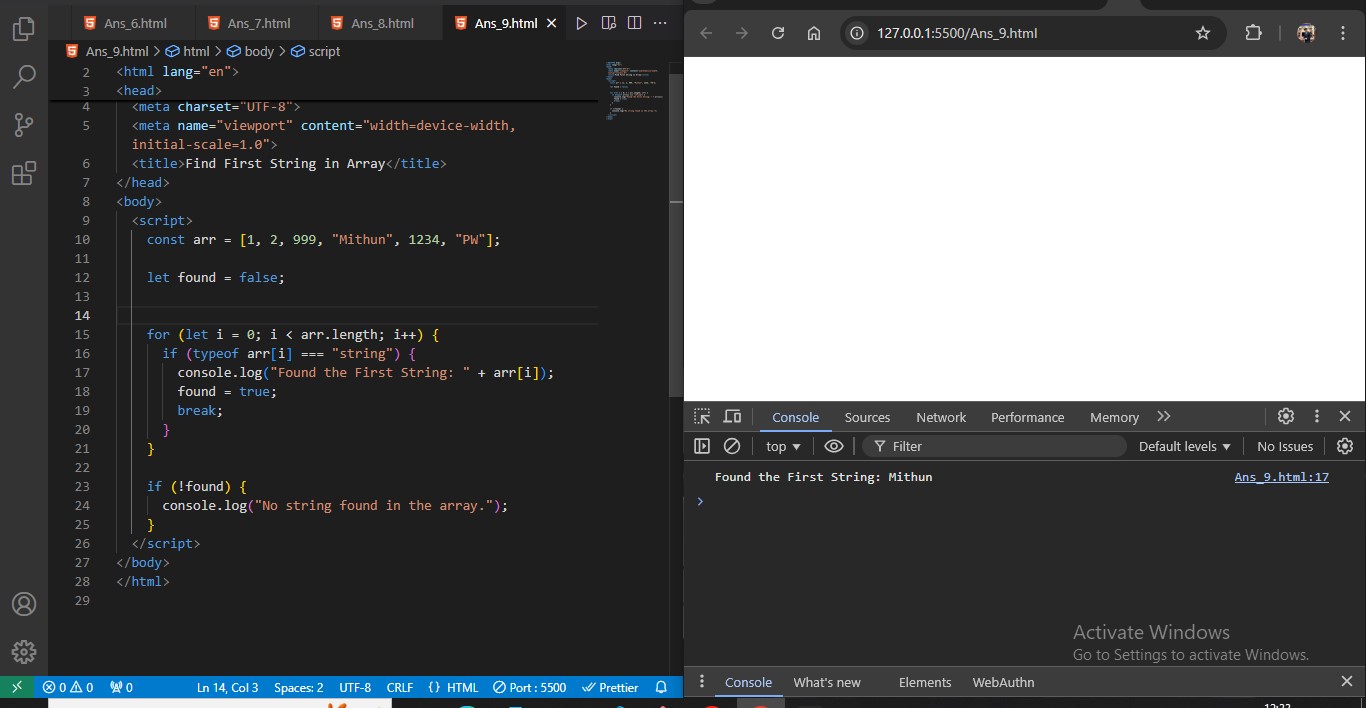 Ans_6.html
Ans_7.html
Ans_8.html
Ans_9.html
Ans_9.html > html > body > script
2 <html lang="en">
3 <head>
4 <meta charset="UTF-8">
5 <meta name="viewport" content="width=device-width,
initial-scale=1.0">
6 <title>Find First String in Array</title>
7 </head>
8 <body>
9 <script>
10 const arr = [1, 2, 999, "Mithun", 1234, "PW"];
11
12 let found = false;
13
14
15 for (let i = 0; i < arr.length; i++) {
16 if (typeof arr[i] === "string") {
17 console.log("Found the First String: " + arr[i]);
18 found = true;
19 break;
20 }
21 }
22
23 if (!found) {
24 console.log("No string found in the array.");
25 }
26 </script>
27 </body>
28 </html>
29
0 0 0 Ln 14, Col 3 Spaces: 2 UTF-8 CRLF {} HTML Port : 5500 Prettier
127.0.0.1:5500/Ans_9.html
Console Sources Network Performance Memory
top Filter Default levels No Issues
Found the First String: Mithun Ans_9.html:17
Activate Windows
Go to Settings to activate Windows.
Console What's new Elements WebAuthn